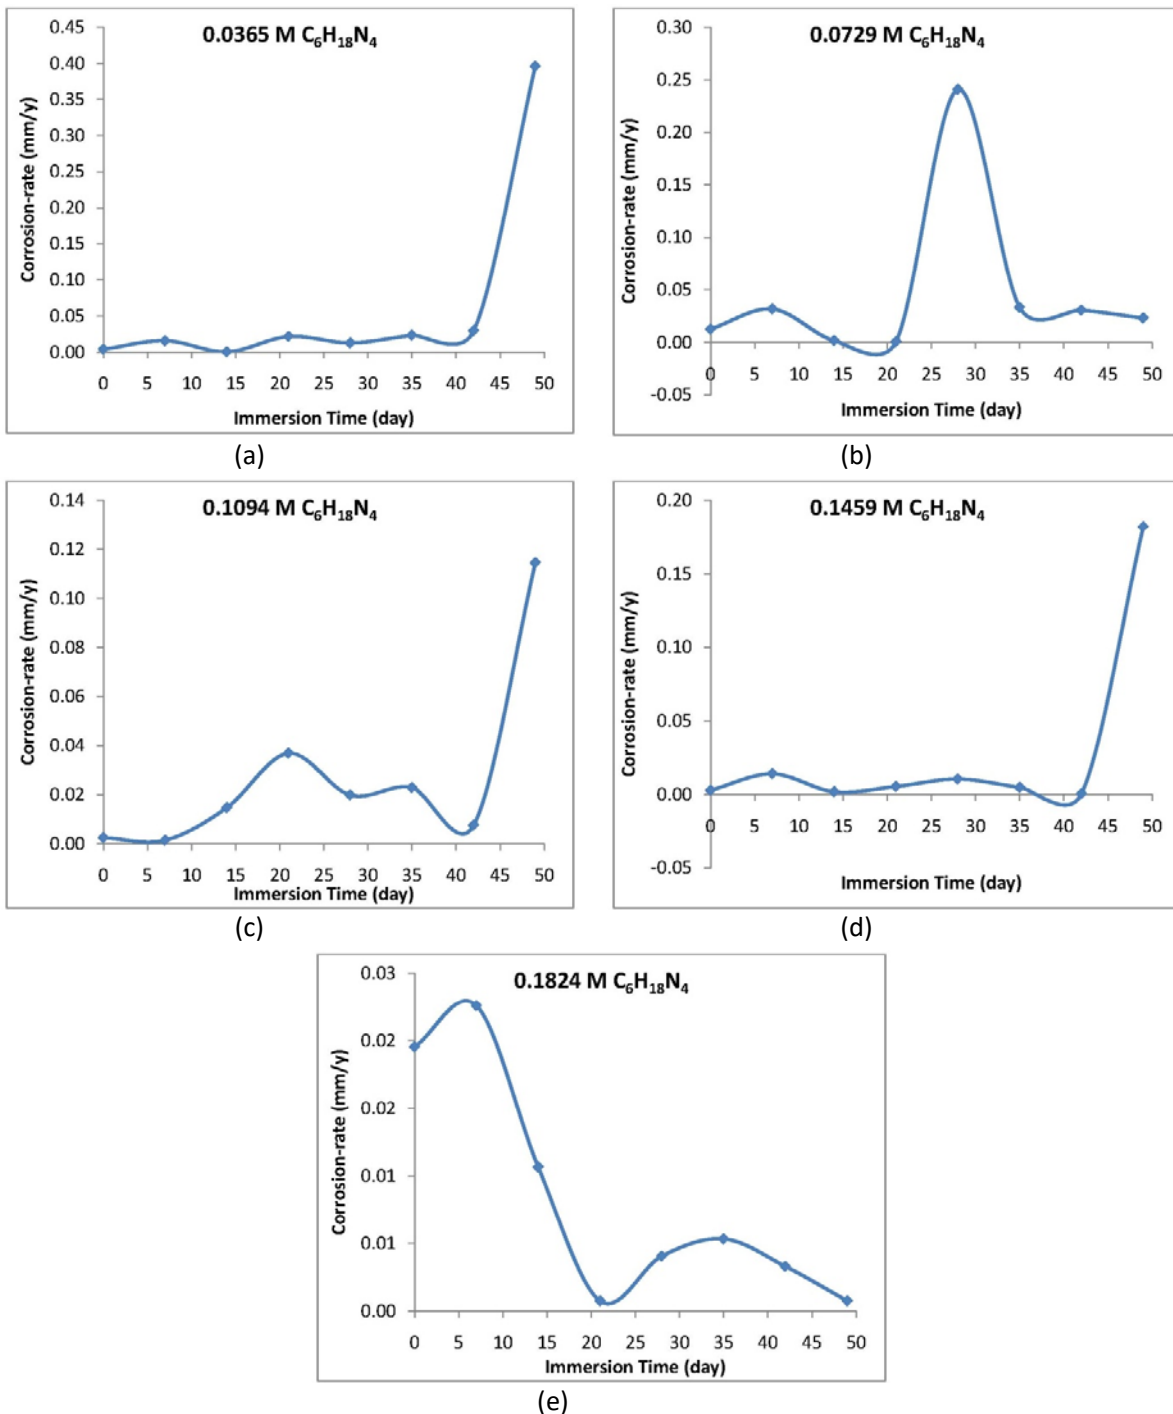 0.0365 M C₆H₁₈N₄
0.45
0.40
0.35
0.30
0.25
0.20
0.15
0.10
0.05
0.00
Corrosion-rate (mm/y)
0 5 10 15 20 25 30 35 40 45 50
Immersion Time (day)
(a)
0.0729 M C₆H₁₈N₄
0.30
0.25
0.20
0.15
0.10
0.05
0.00
-0.05
Corrosion-rate (mm/y)
0 5 10 15 20 25 30 35 40 45 50
Immersion Time (day)
(b)
0.1094 M C₆H₁₈N₄
0.14
0.12
0.10
0.08
0.06
0.04
0.02
0.00
Corrosion-rate (mm/y)
0 5 10 15 20 25 30 35 40 45 50
Immersion Time (day)
(c)
0.1459 M C₆H₁₈N₄
0.20
0.15
0.10
0.05
0.00
-0.05
Corrosion-rate (mm/y)
0 5 10 15 20 25 30 35 40 45 50
Immersion Time (day)
(d)
0.1824 M C₆H₁₈N₄
0.03
0.02
0.02
0.01
0.01
0.00
Corrosion-rate (mm/y)
0 5 10 15 20 25 30 35 40 45 50
Immersion Time (day)
(e)